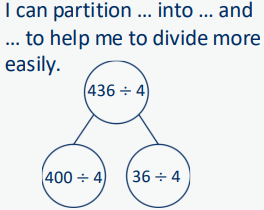 I can partition ... into ... and
... to help me to divide more
easily.
436 ÷ 4
400 ÷ 4
36 ÷ 4